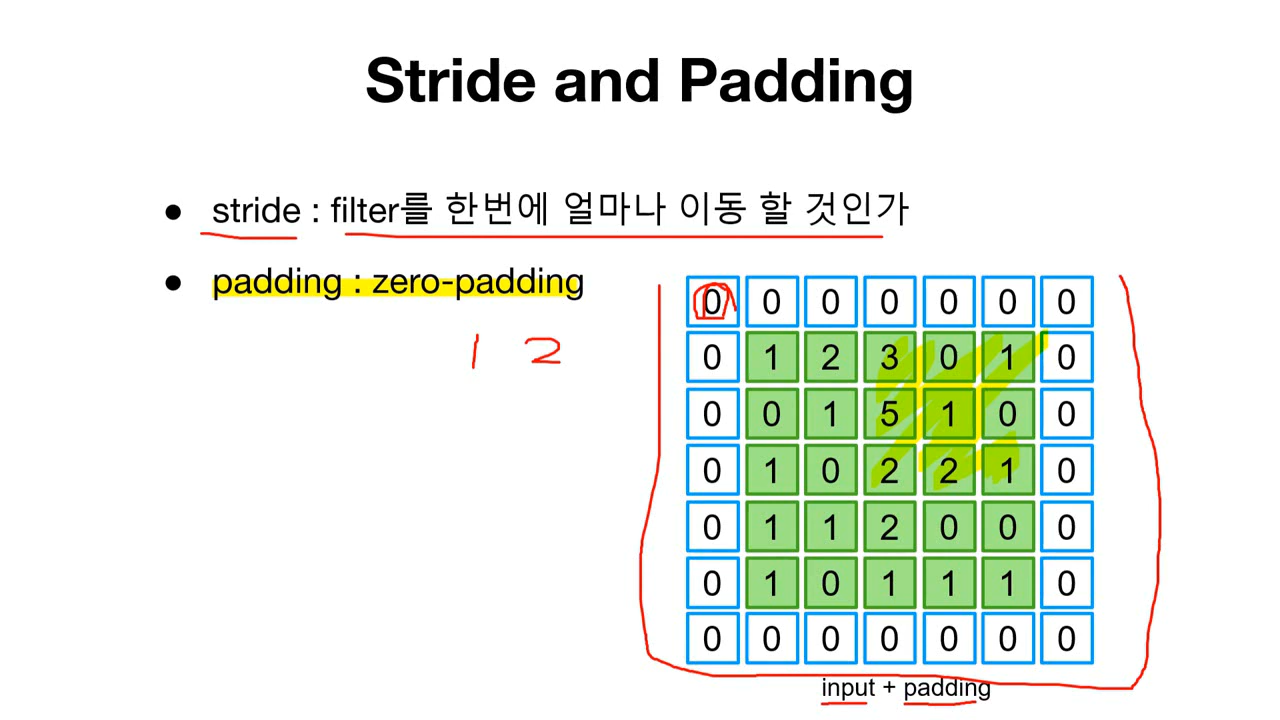 Stride and Padding
● stride : filter를 한번에 얼마나 이동 할 것인가
● padding : zero-padding
1 2
0 0 0 0 0 0 0
0 1 2 3 0 1 0
0 0 1 5 1 0 0
0 1 0 2 2 1 0
0 1 1 2 0 0 0
0 1 0 1 1 1 0
0 0 0 0 0 0 0
input + padding